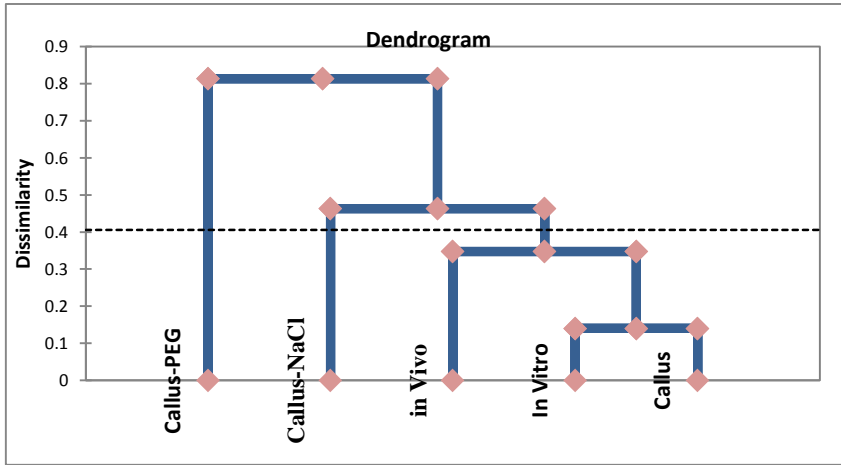 Dendrogram
Dissimilarity
0.9
0.8
0.7
0.6
0.5
0.4
0.3
0.2
0.1
0
Callus-PEG
Callus-NaCl
in Vivo
In Vitro
Callus